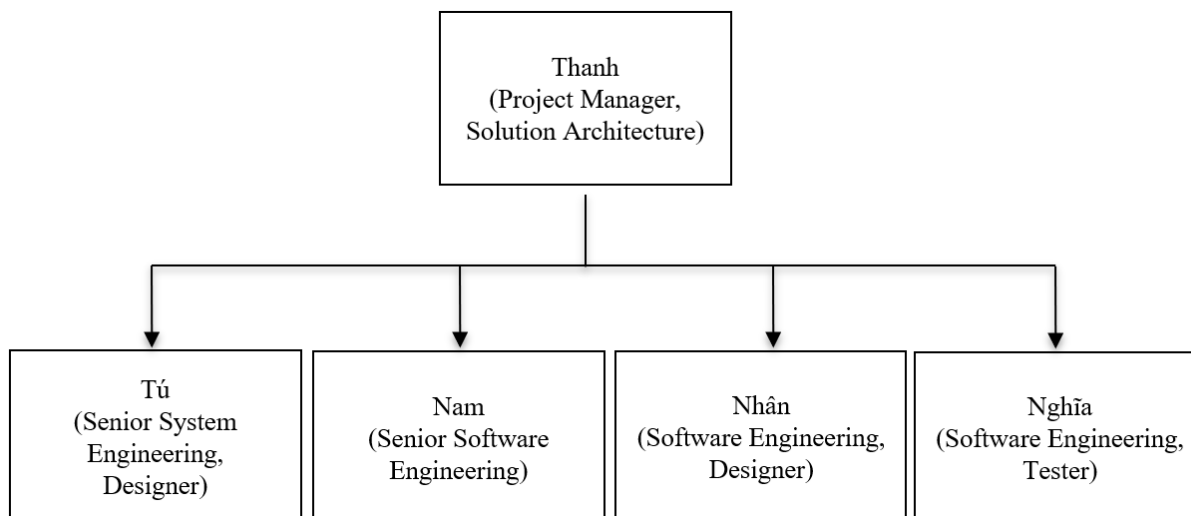 Thanh
(Project Manager,
Solution Architecture)
Tú
(Senior System
Engineering,
Designer)
Nam
(Senior Software
Engineering)
Nhân
(Software Engineering,
Designer)
Nghĩa
(Software Engineering,
Tester)